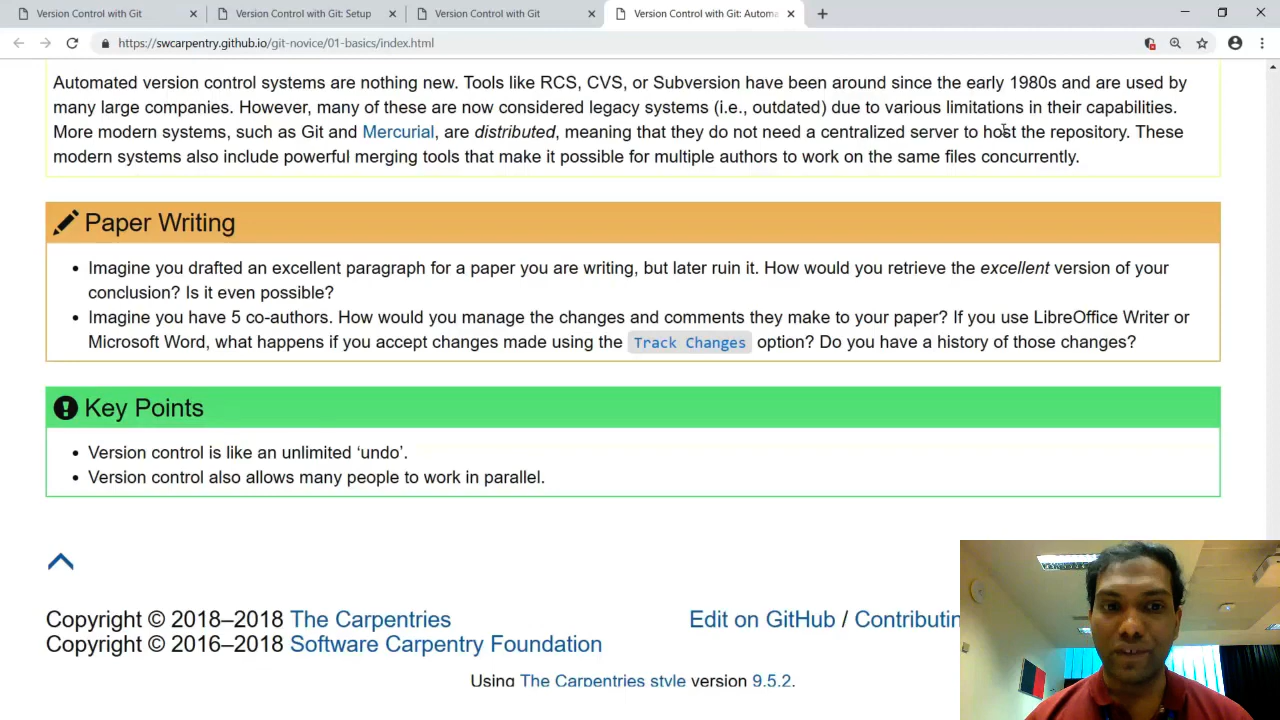 Version Control with Git
Version Control with Git: Setup
Version Control with Git
Version Control with Git: Automa
https://swcarpentry.github.io/git-novice/01-basics/index.html
Automated version control systems are nothing new. Tools like RCS, CVS, or Subversion have been around since the early 1980s and are used by
many large companies. However, many of these are now considered legacy systems (i.e., outdated) due to various limitations in their capabilities.
More modern systems, such as Git and Mercurial, are distributed, meaning that they do not need a centralized server to host the repository. These
modern systems also include powerful merging tools that make it possible for multiple authors to work on the same files concurrently.
Paper Writing
• Imagine you drafted an excellent paragraph for a paper you are writing, but later ruin it. How would you retrieve the excellent version of your
conclusion? Is it even possible?
• Imagine you have 5 co-authors. How would you manage the changes and comments they make to your paper? If you use LibreOffice Writer or
Microsoft Word, what happens if you accept changes made using the Track Changes option? Do you have a history of those changes?
Key Points
• Version control is like an unlimited ‘undo’.
• Version control also allows many people to work in parallel.
Copyright © 2018–2018 The Carpentries
Edit on GitHub / Contributin
Copyright © 2016–2018 Software Carpentry Foundation
Using The Carpentries style version 9.5.2.